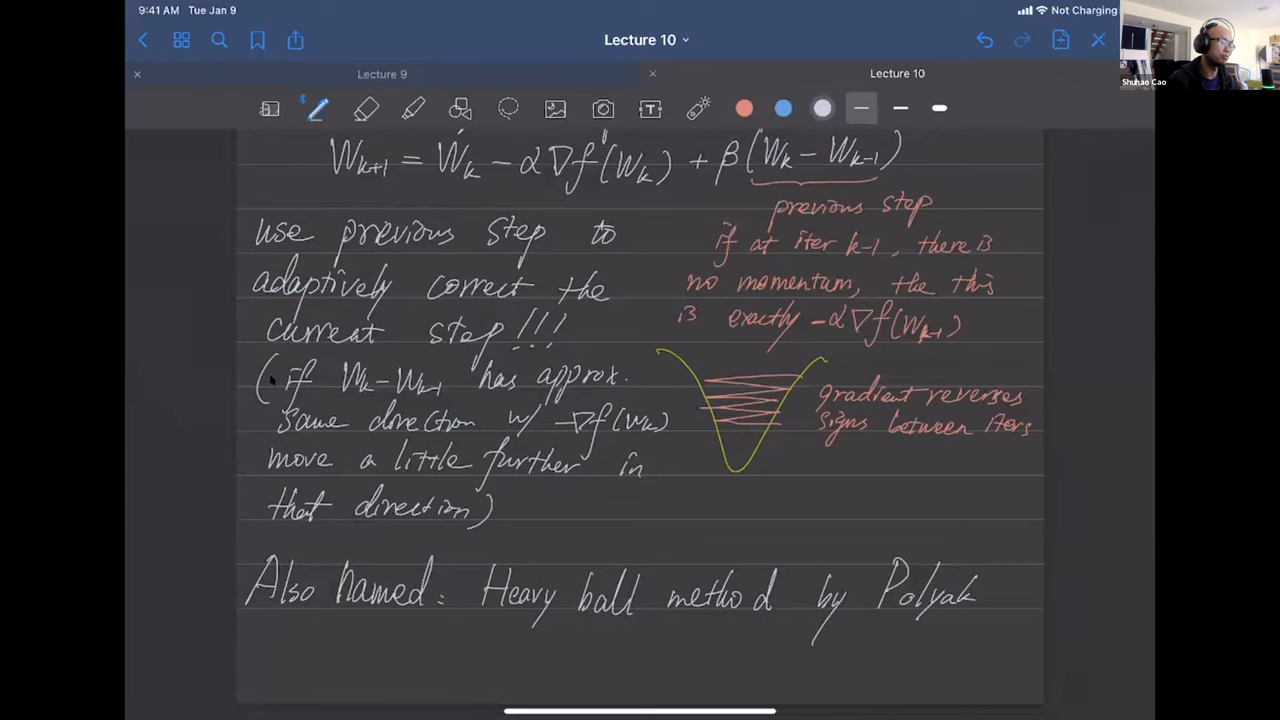 9:41 AM Tue Jan 9
Not Charging
Lecture 10
Lecture 9
Lecture 10
Shuhao Cao
W_{k+1} = W_k − α∇f(W_k) + β(W_k − W_{k-1})
previous step
if at iter k-1, there is
no momentum, the this
is exactly −α∇f(W_{k-1})
use previous step to
adaptively correct the
current step!!!
(if W_k − W_{k-1} has approx.
same direction w/ −∇f(W_k)
move a little further in
that direction)
gradient reverses
signs between iters
Also Named: Heavy ball method by Polyak